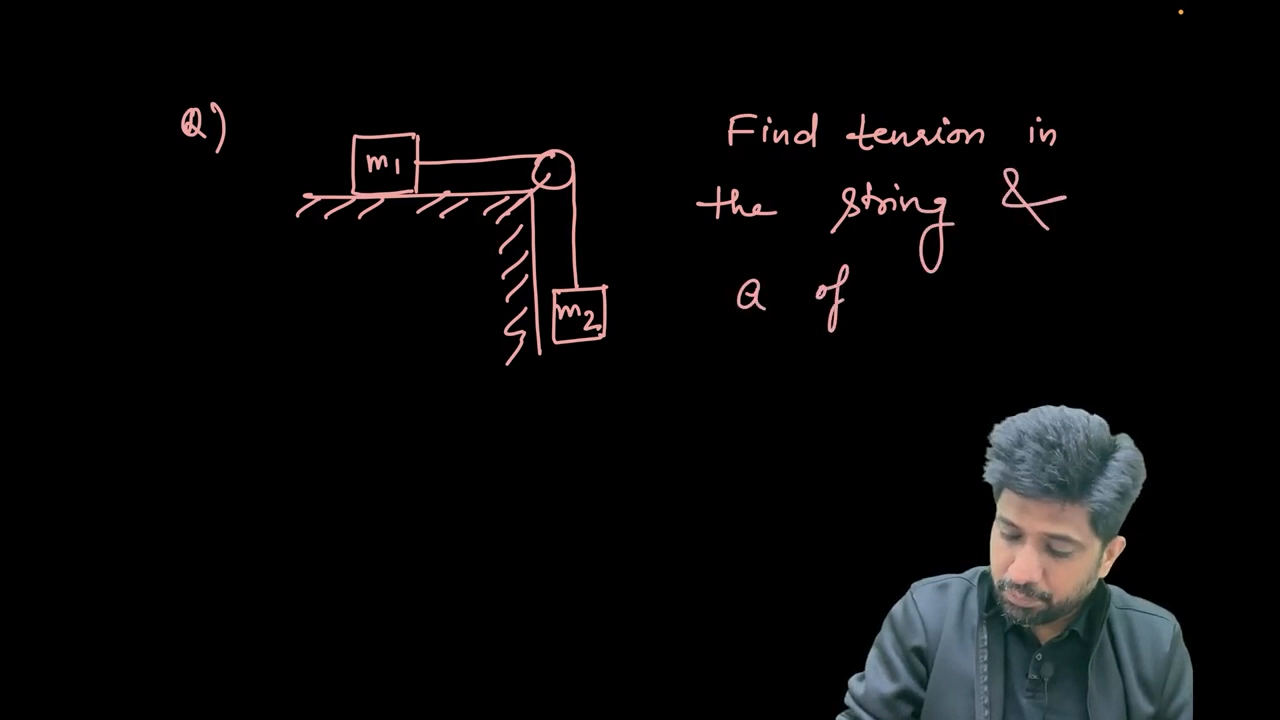 Q)
m1
m2
Find tension in
the string &
a of